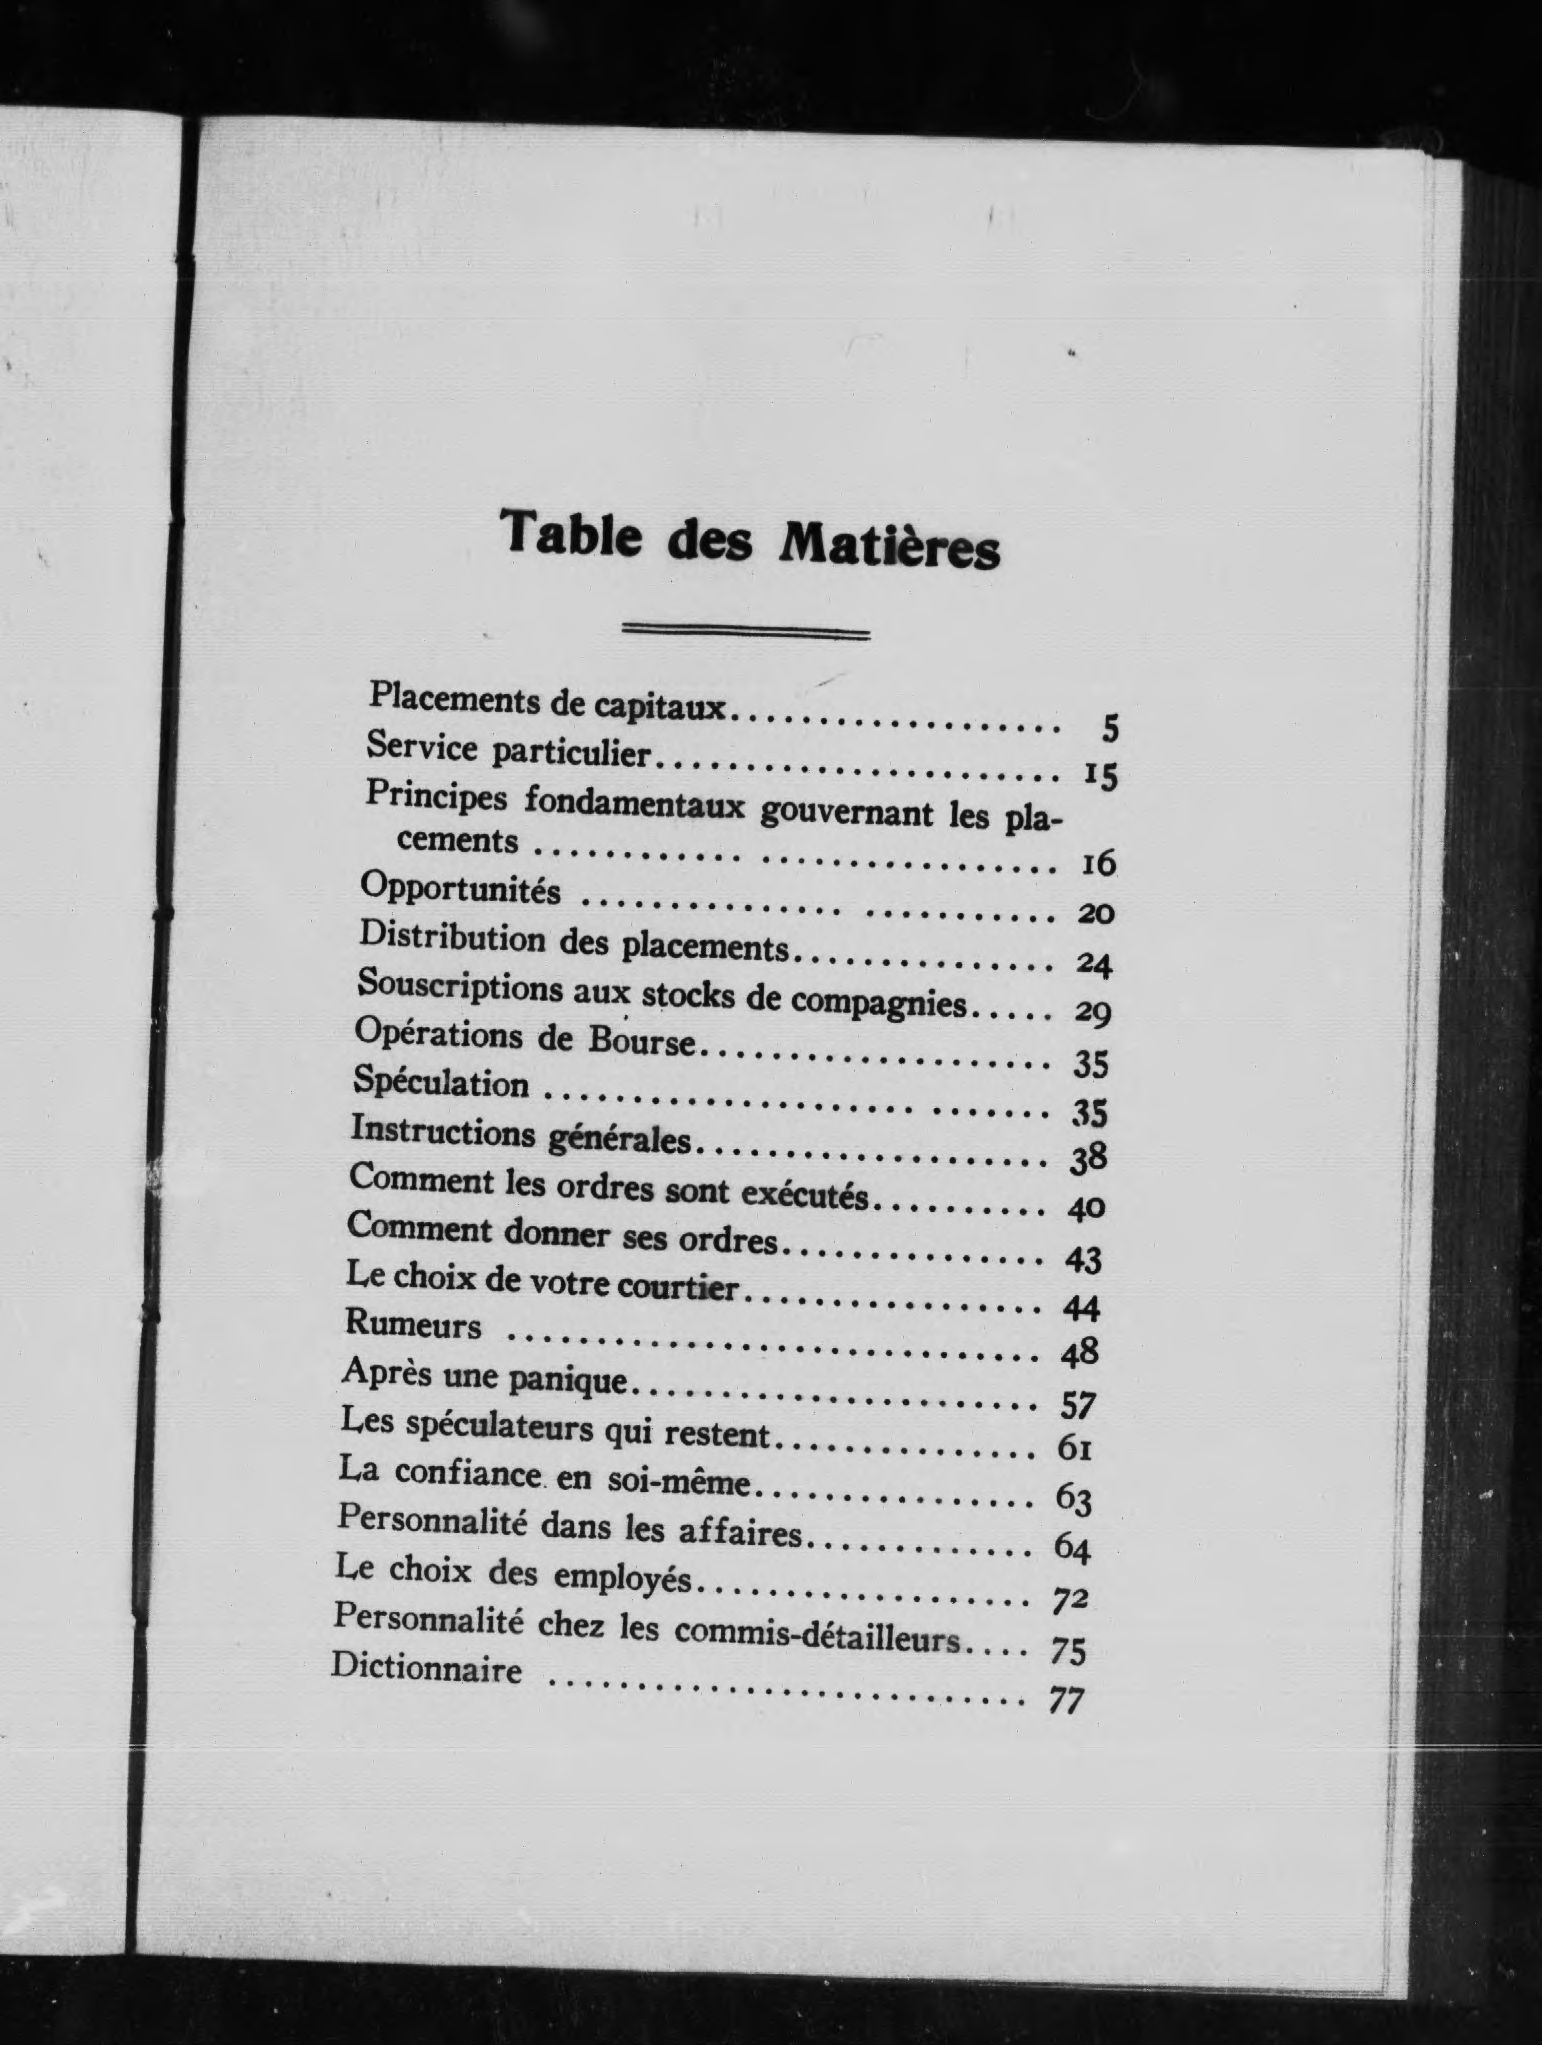 Table des Matières
Placements de capitaux................... 5
Service particulier....................... 15
Principes fondamentaux gouvernant les pla-
cements ............ ................. 16
Opportunités ............... ........... 20
Distribution des placements............... 24
Souscriptions aux stocks de compagnies..... 29
Opérations de Bourse.................... 35
Spéculation ..................... ....... 35
Instructions générales.................... 38
Comment les ordres sont exécutés.......... 40
Comment donner ses ordres............... 43
Le choix de votre courtier................. 44
Rumeurs .............................. 48
Après une panique....................... 57
Les spéculateurs qui restent............... 61
La confiance en soi-même................ 63
Personnalité dans les affaires............. 64
Le choix des employés................... 72
Personnalité chez les commis-détailleurs.... 75
Dictionnaire ........................... 77